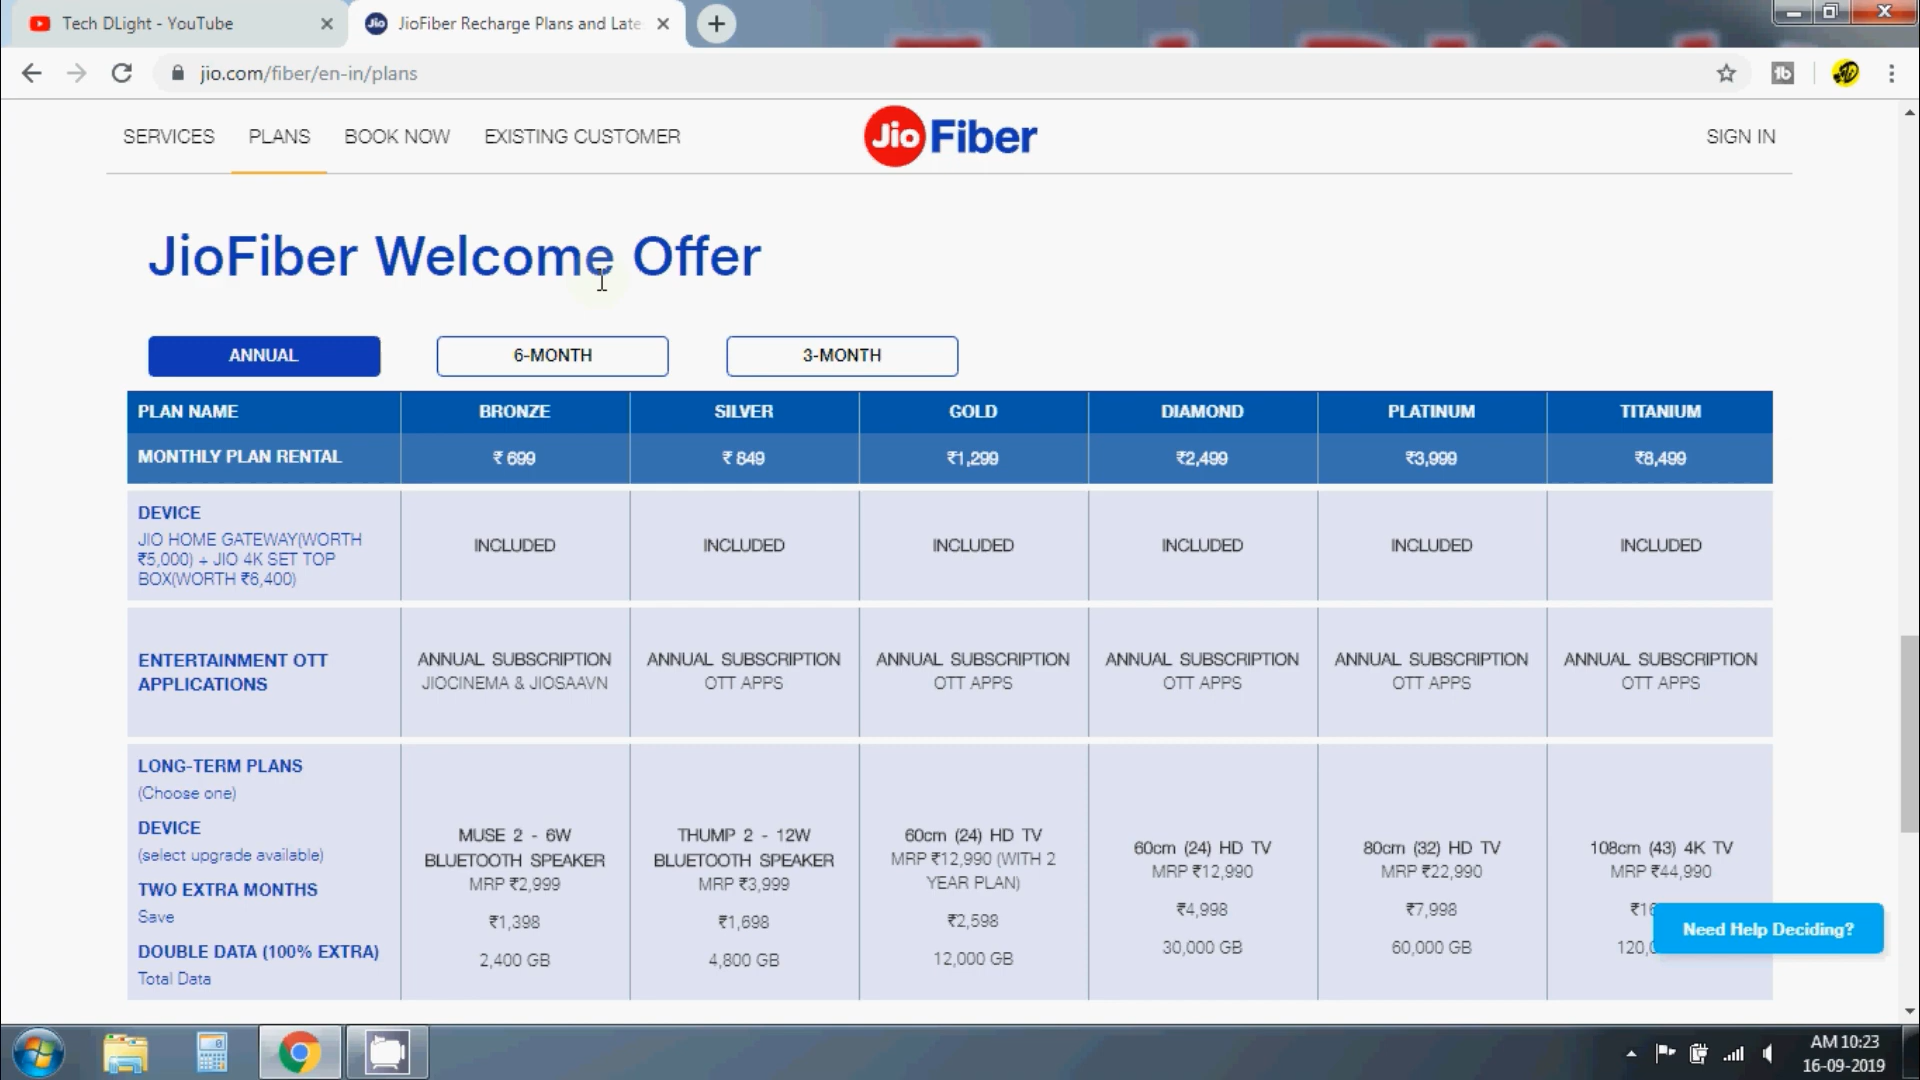 Tech DLight - YouTube
JioFiber Recharge Plans and Late
jio.com/fiber/en-in/plans
SERVICES PLANS BOOK NOW EXISTING CUSTOMER
Jio Fiber
SIGN IN
JioFiber Welcome Offer
ANNUAL 6-MONTH 3-MONTH
PLAN NAME BRONZE SILVER GOLD DIAMOND PLATINUM TITANIUM
MONTHLY PLAN RENTAL ₹ 699 ₹ 849 ₹1,299 ₹2,499 ₹3,999 ₹8,499
DEVICE
JIO HOME GATEWAY(WORTH
₹5,000) + JIO 4K SET TOP
BOX(WORTH ₹6,400)
INCLUDED INCLUDED INCLUDED INCLUDED INCLUDED INCLUDED
ENTERTAINMENT OTT
APPLICATIONS
ANNUAL SUBSCRIPTION
JIOCINEMA & JIOSAAVN
ANNUAL SUBSCRIPTION
OTT APPS
ANNUAL SUBSCRIPTION
OTT APPS
ANNUAL SUBSCRIPTION
OTT APPS
ANNUAL SUBSCRIPTION
OTT APPS
ANNUAL SUBSCRIPTION
OTT APPS
LONG-TERM PLANS
(Choose one)
DEVICE
(select upgrade available)
TWO EXTRA MONTHS
Save
DOUBLE DATA (100% EXTRA)
Total Data
MUSE 2 - 6W
BLUETOOTH SPEAKER
MRP ₹2,999
₹1,398
2,400 GB
THUMP 2 - 12W
BLUETOOTH SPEAKER
MRP ₹3,999
₹1,698
4,800 GB
60cm (24) HD TV
MRP ₹12,990 (WITH 2
YEAR PLAN)
₹2,598
12,000 GB
60cm (24) HD TV
MRP ₹12,990
₹4,998
30,000 GB
80cm (32) HD TV
MRP ₹22,990
₹7,998
60,000 GB
108cm (43) 4K TV
MRP ₹44,990
Need Help Deciding?
AM 10:23
16-09-2019